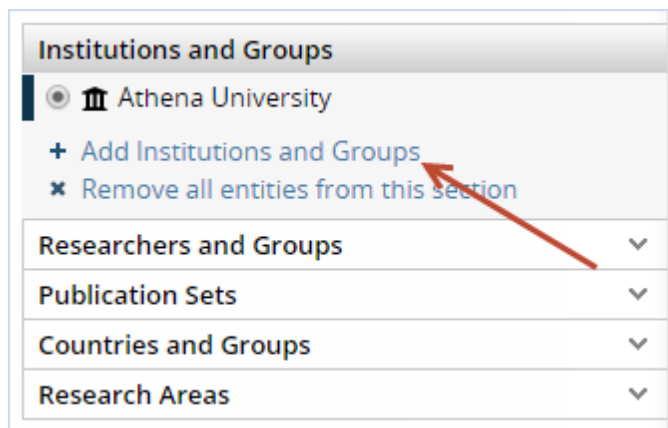 Institutions and Groups
Athena University
Add Institutions and Groups
Remove all entities from this section
Researchers and Groups
Publication Sets
Countries and Groups
Research Areas